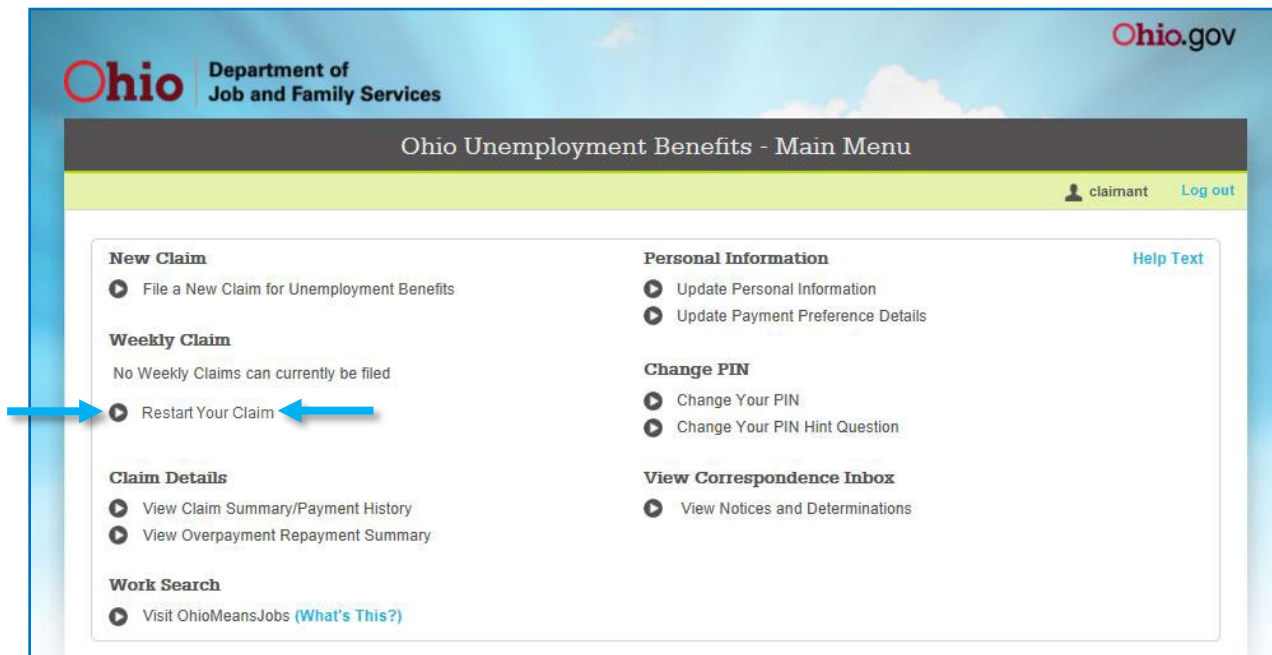 Ohio.gov
Ohio
Department of
Job and Family Services
Ohio Unemployment Benefits - Main Menu
claimant Log out
New Claim
File a New Claim for Unemployment Benefits
Weekly Claim
No Weekly Claims can currently be filed
Restart Your Claim
Claim Details
View Claim Summary/Payment History
View Overpayment Repayment Summary
Work Search
Visit OhioMeansJobs (What's This?)
Personal Information
Help Text
Update Personal Information
Update Payment Preference Details
Change PIN
Change Your PIN
Change Your PIN Hint Question
View Correspondence Inbox
View Notices and Determinations